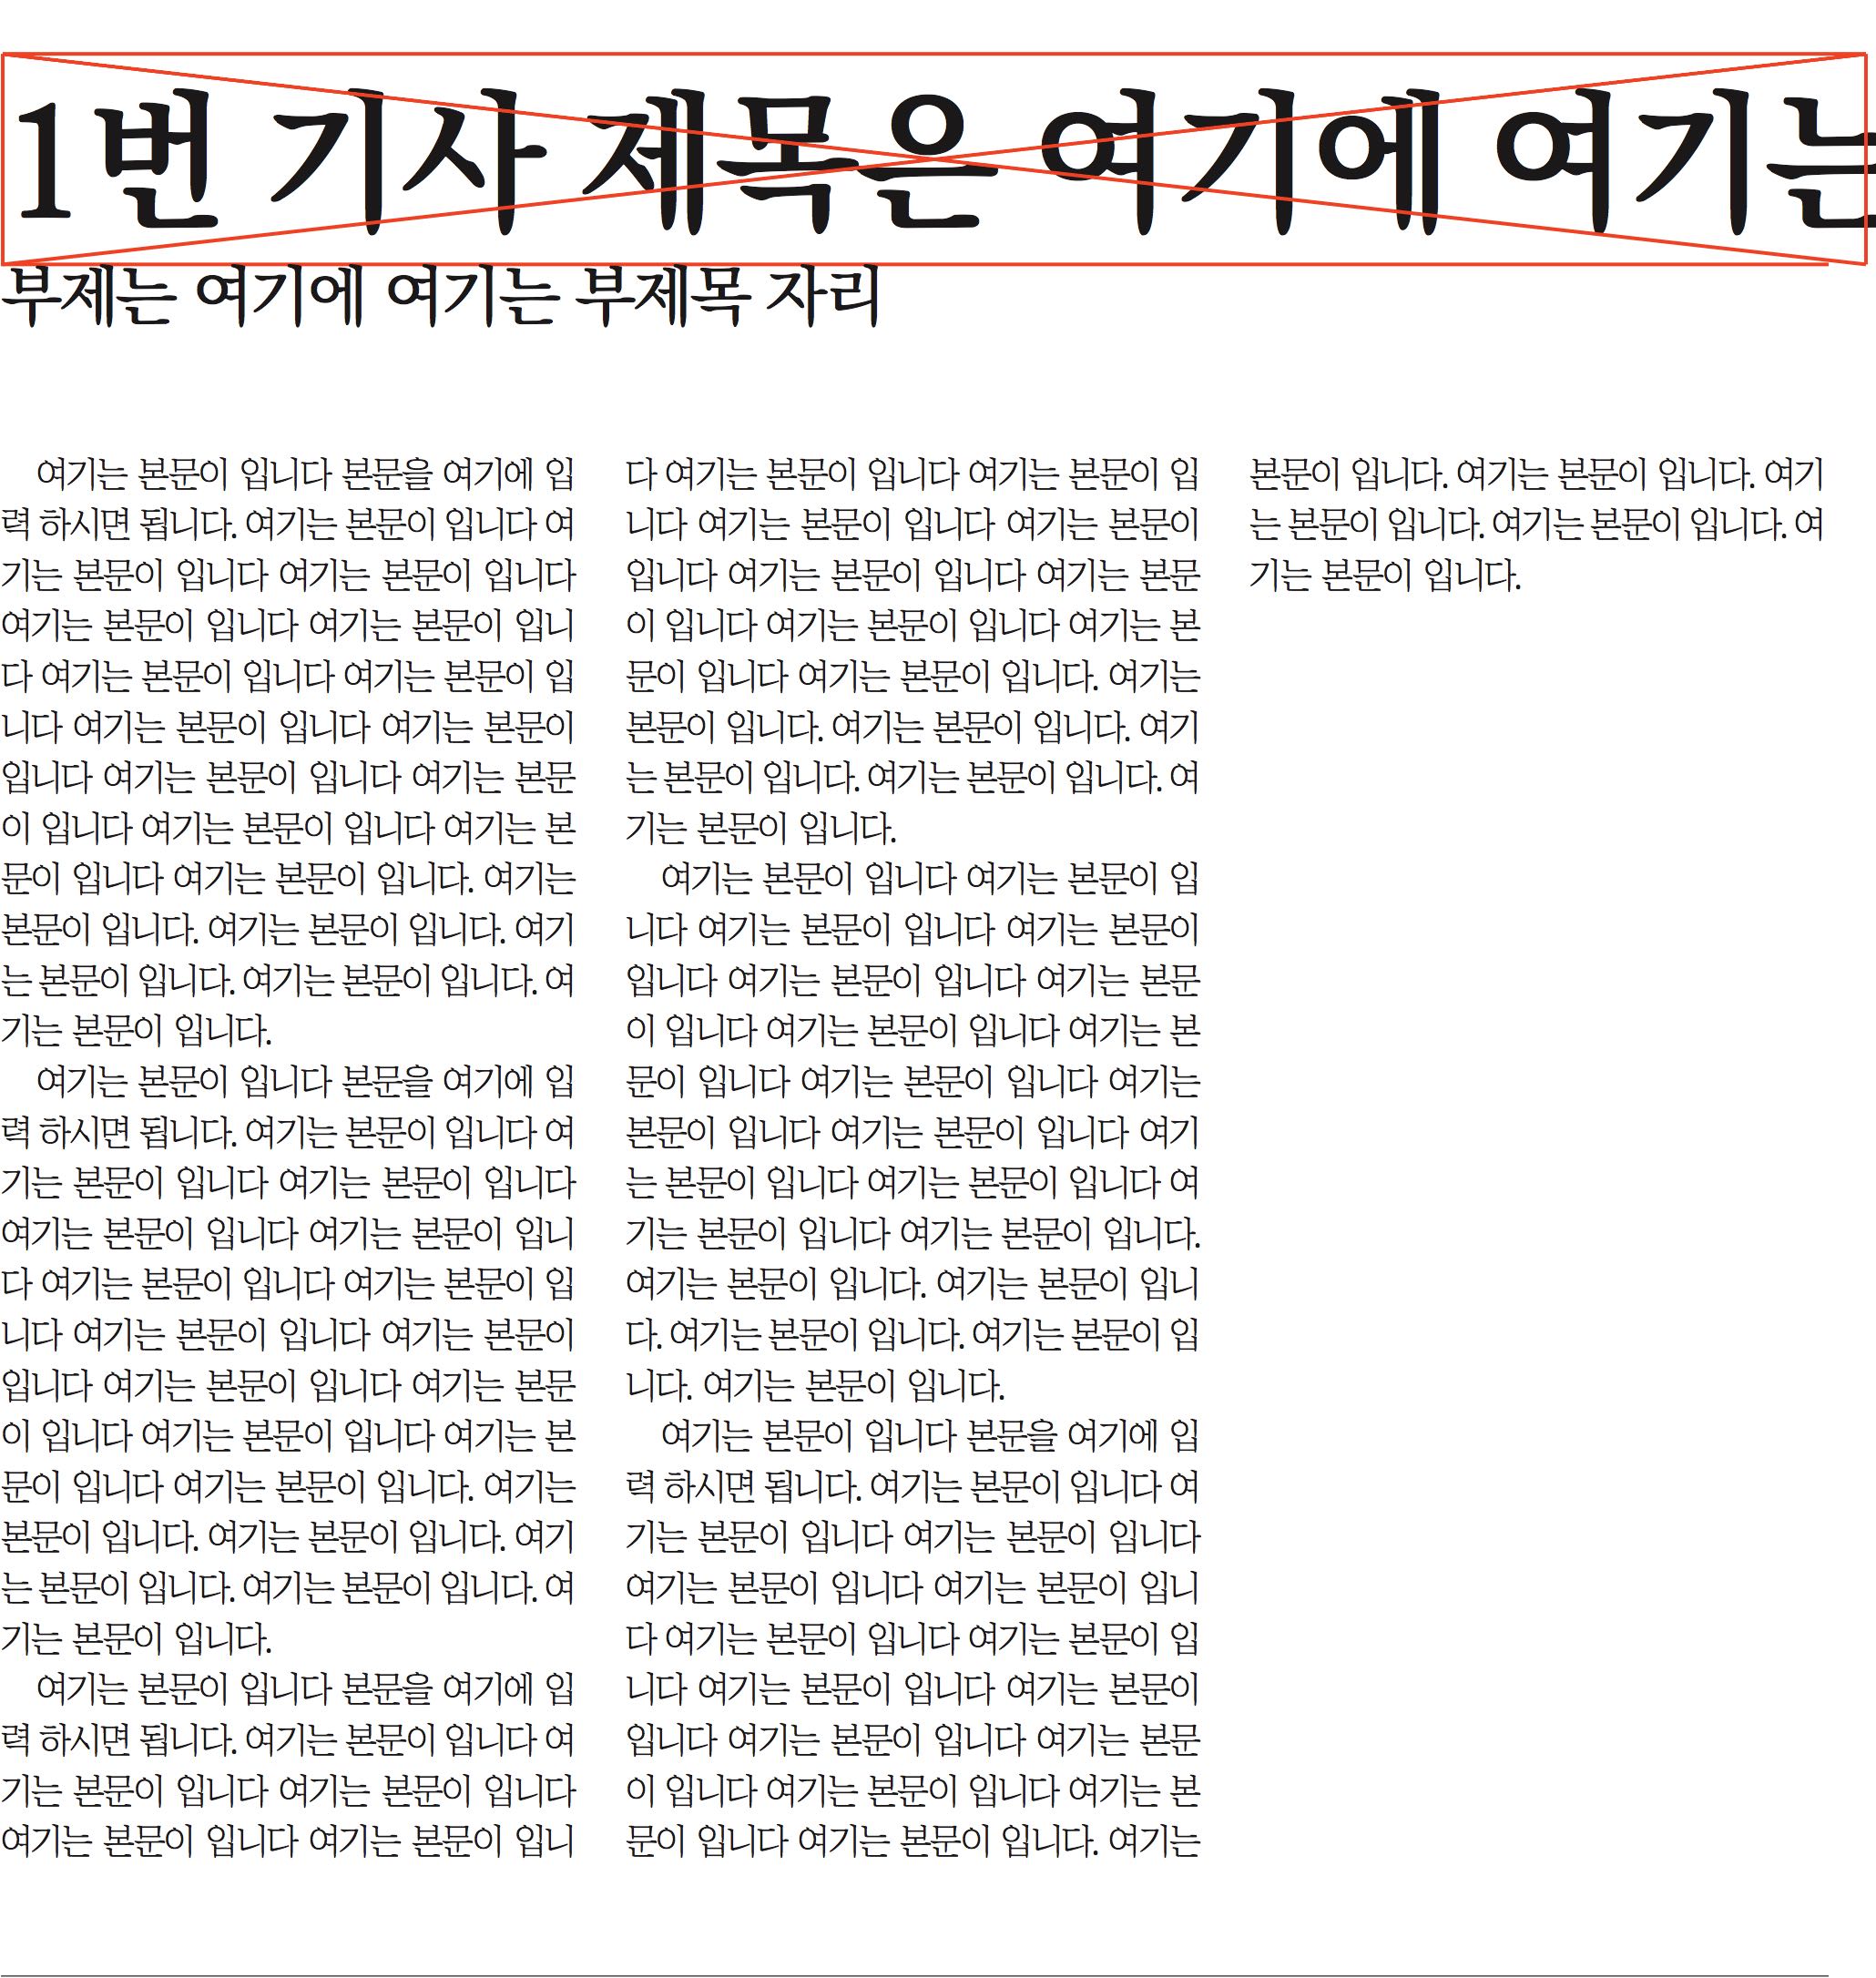 1번 기사 제목은 여기에 여기는
부제는 여기에 여기는 부제목 자리
여기는 본문이 입니다 본문을 여기에 입
력 하시면 됩니다. 여기는 본문이 입니다 여
기는 본문이 입니다 여기는 본문이 입니다
여기는 본문이 입니다 여기는 본문이 입니
다 여기는 본문이 입니다 여기는 본문이 입
니다 여기는 본문이 입니다 여기는 본문이
입니다 여기는 본문이 입니다 여기는 본문
이 입니다 여기는 본문이 입니다 여기는 본
문이 입니다 여기는 본문이 입니다. 여기는
본문이 입니다. 여기는 본문이 입니다. 여기
는 본문이 입니다. 여기는 본문이 입니다. 여
기는 본문이 입니다.
여기는 본문이 입니다 본문을 여기에 입
력 하시면 됩니다. 여기는 본문이 입니다 여
기는 본문이 입니다 여기는 본문이 입니다
여기는 본문이 입니다 여기는 본문이 입니
다 여기는 본문이 입니다 여기는 본문이 입
니다 여기는 본문이 입니다 여기는 본문이
입니다 여기는 본문이 입니다 여기는 본문
이 입니다 여기는 본문이 입니다 여기는 본
문이 입니다 여기는 본문이 입니다. 여기는
본문이 입니다. 여기는 본문이 입니다. 여기
는 본문이 입니다. 여기는 본문이 입니다. 여
기는 본문이 입니다.
여기는 본문이 입니다 본문을 여기에 입
력 하시면 됩니다. 여기는 본문이 입니다 여
기는 본문이 입니다 여기는 본문이 입니다
여기는 본문이 입니다 여기는 본문이 입니
다 여기는 본문이 입니다 여기는 본문이 입
니다 여기는 본문이 입니다 여기는 본문이
입니다 여기는 본문이 입니다 여기는 본문
이 입니다 여기는 본문이 입니다 여기는 본
문이 입니다 여기는 본문이 입니다. 여기는
본문이 입니다. 여기는 본문이 입니다. 여기
는 본문이 입니다. 여기는 본문이 입니다. 여
기는 본문이 입니다.
여기는 본문이 입니다 여기는 본문이 입
니다 여기는 본문이 입니다 여기는 본문이
입니다 여기는 본문이 입니다 여기는 본문
이 입니다 여기는 본문이 입니다 여기는 본
문이 입니다 여기는 본문이 입니다 여기는
본문이 입니다 여기는 본문이 입니다 여기
는 본문이 입니다 여기는 본문이 입니다 여
기는 본문이 입니다 여기는 본문이 입니다.
여기는 본문이 입니다. 여기는 본문이 입니
다. 여기는 본문이 입니다. 여기는 본문이 입
니다. 여기는 본문이 입니다.
여기는 본문이 입니다 본문을 여기에 입
력 하시면 됩니다. 여기는 본문이 입니다 여
기는 본문이 입니다 여기는 본문이 입니다
여기는 본문이 입니다 여기는 본문이 입니
다 여기는 본문이 입니다 여기는 본문이 입
니다 여기는 본문이 입니다 여기는 본문이
입니다 여기는 본문이 입니다 여기는 본문
이 입니다 여기는 본문이 입니다 여기는 본
문이 입니다 여기는 본문이 입니다. 여기는
본문이 입니다. 여기는 본문이 입니다. 여기
는 본문이 입니다. 여기는 본문이 입니다. 여
기는 본문이 입니다.